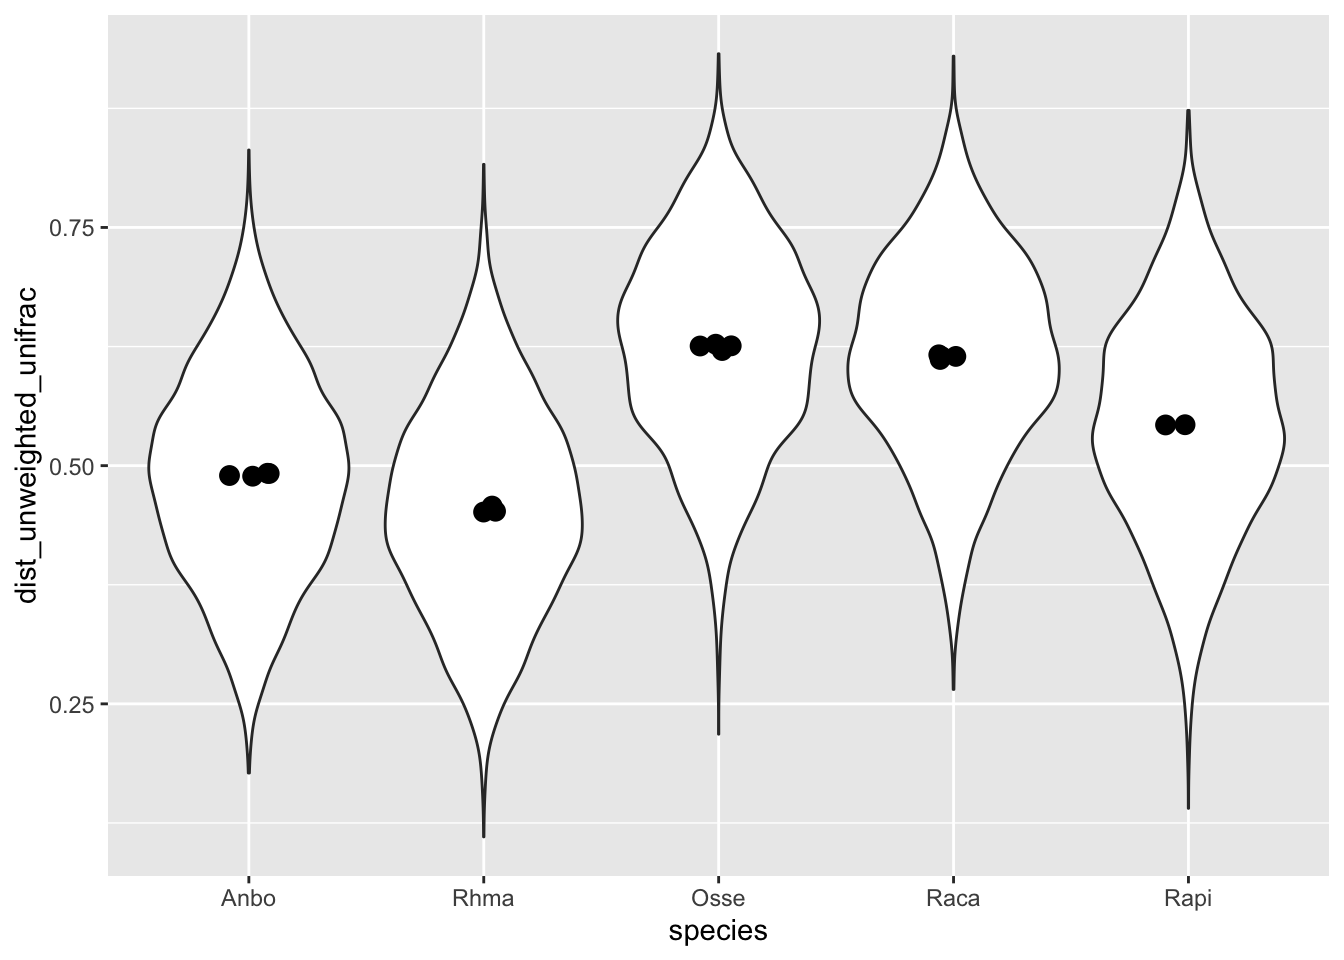 dist_unweighted_unifrac
0.75
0.50
0.25
Anbo Rhma Osse Raca Rapi
species